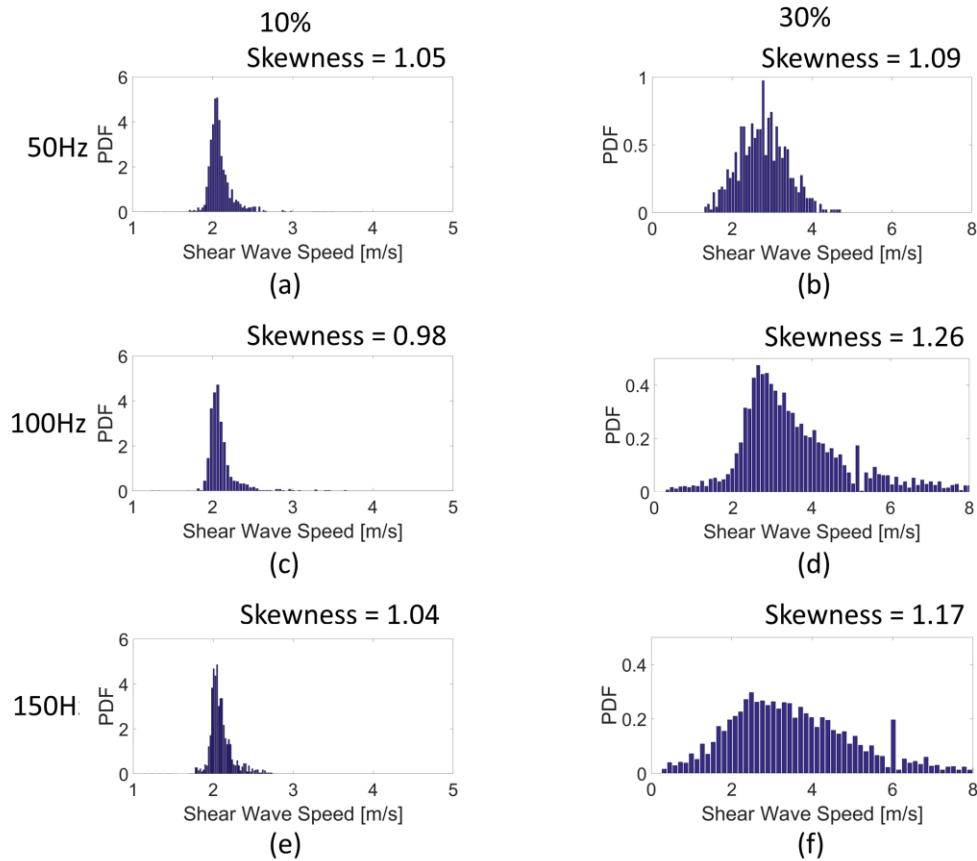 10%
30%
Skewness = 1.05
Skewness = 1.09
50Hz
PDF
6
4
2
0
1 2 3 4 5
Shear Wave Speed [m/s]
(a)
PDF
1
0.5
0
0 2 4 6 8
Shear Wave Speed [m/s]
(b)
Skewness = 0.98
Skewness = 1.26
100Hz
PDF
6
4
2
0
1 2 3 4 5
Shear Wave Speed [m/s]
(c)
PDF
0.4
0.2
0
0 2 4 6 8
Shear Wave Speed [m/s]
(d)
Skewness = 1.04
Skewness = 1.17
150H
PDF
6
4
2
0
1 2 3 4 5
Shear Wave Speed [m/s]
(e)
PDF
0.4
0.2
0
0 2 4 6 8
Shear Wave Speed [m/s]
(f)